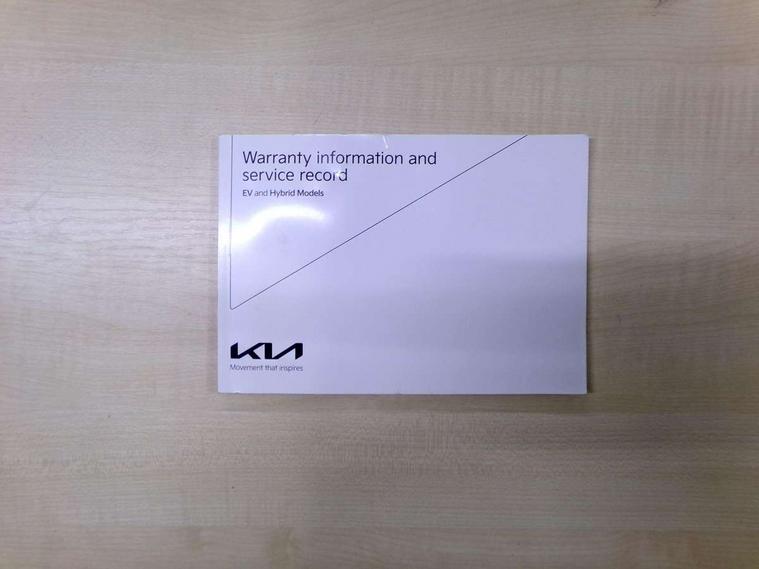 Warranty information and
service record
EV and Hybrid Models
KIA
Movement that inspires